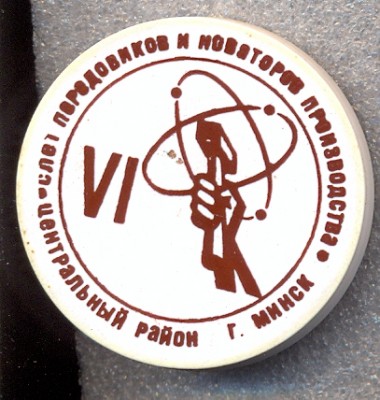 слет передовиков и новаторов производства
центральный район г. минск
VI